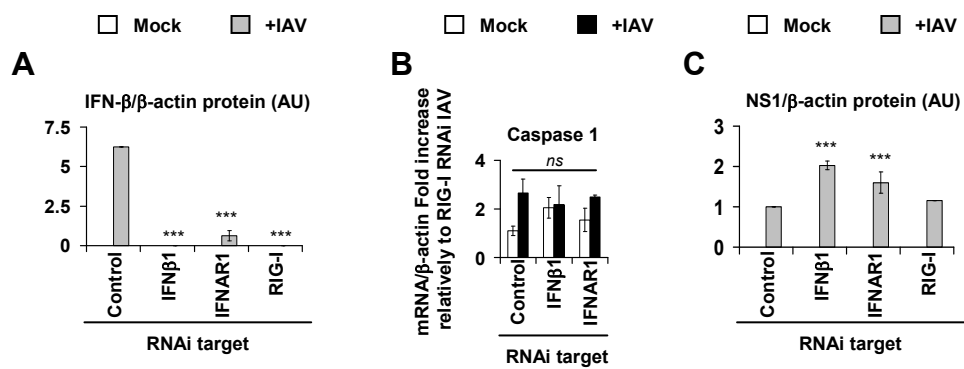 Mock +IAV
A
IFN-β/β-actin protein (AU)
7.5
5
2.5
0
***
***
***
Control
IFNβ1
IFNAR1
RIG-I
RNAi target
Mock +IAV
B
mRNA/β-actin Fold increase
relatively to RIG-I RNAi IAV
Caspase 1
ns
4
2
0
Control
IFNβ1
IFNAR1
RNAi target
Mock +IAV
C
NS1/β-actin protein (AU)
3
2
1
0
***
***
Control
IFNβ1
IFNAR1
RIG-I
RNAi target